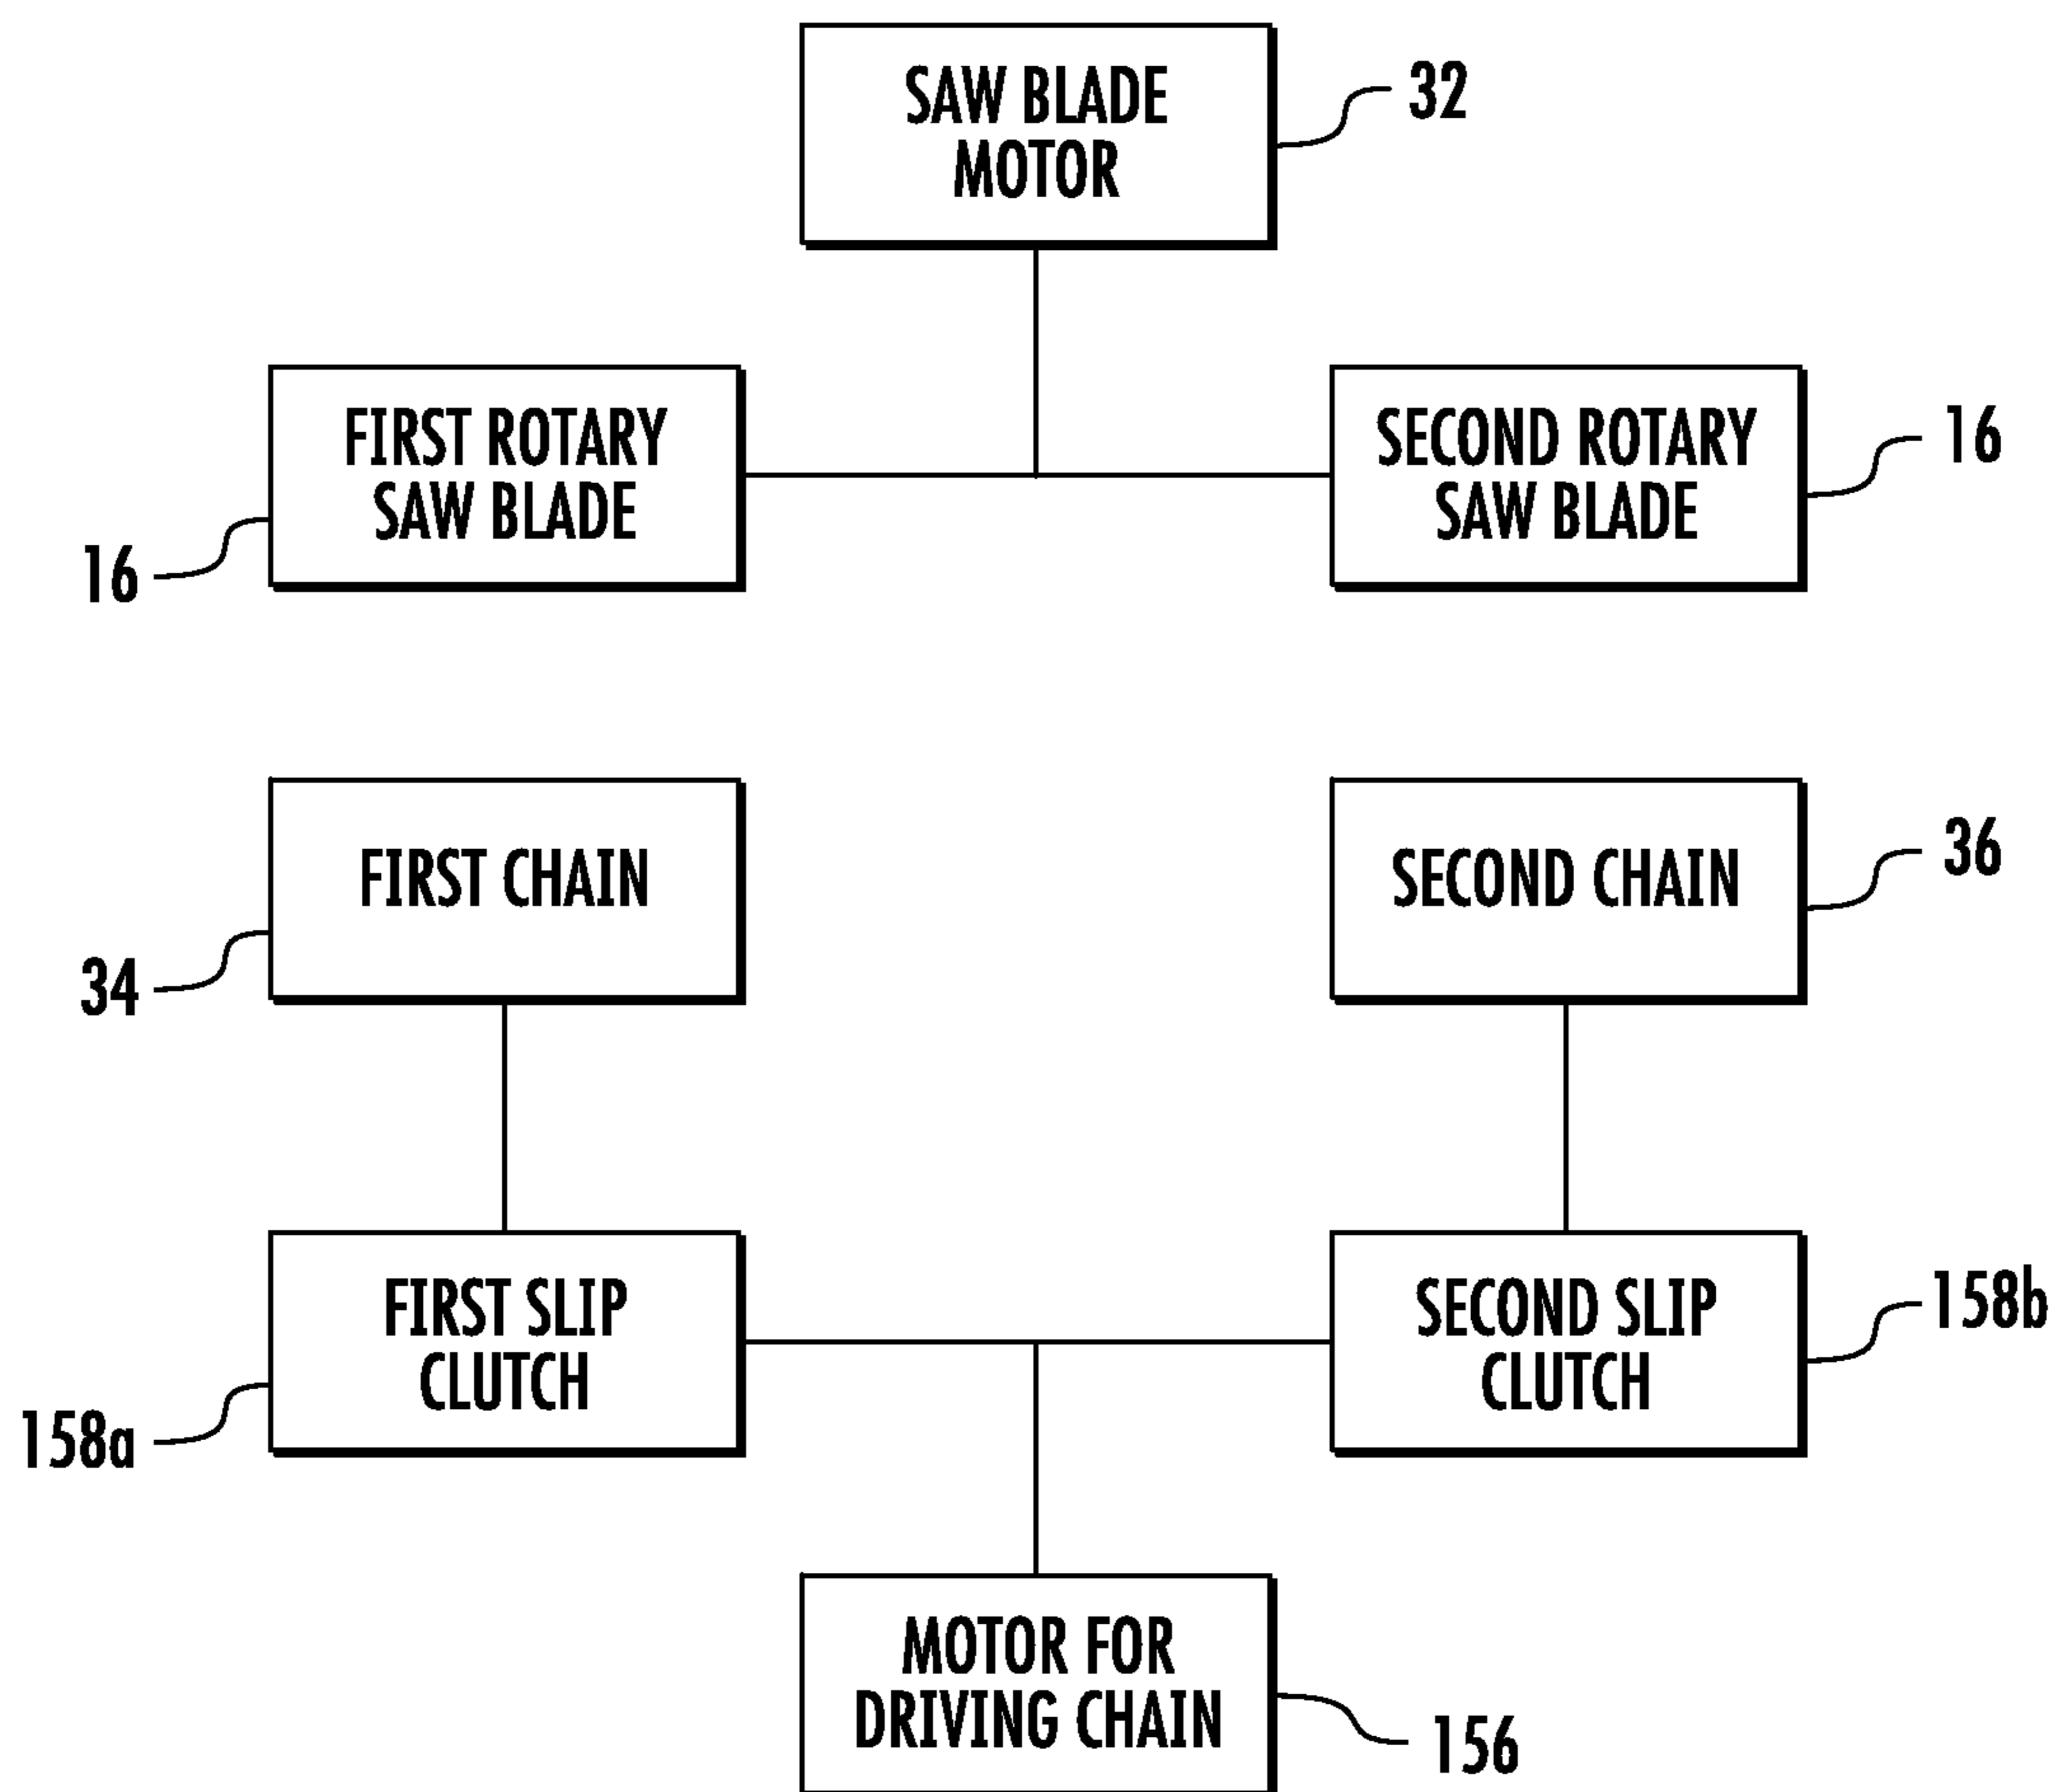 SAW BLADE
MOTOR
32
FIRST ROTARY
SAW BLADE
16
SECOND ROTARY
SAW BLADE
16
FIRST CHAIN
34
SECOND CHAIN
36
FIRST SLIP
CLUTCH
158a
SECOND SLIP
CLUTCH
158b
MOTOR FOR
DRIVING CHAIN
156